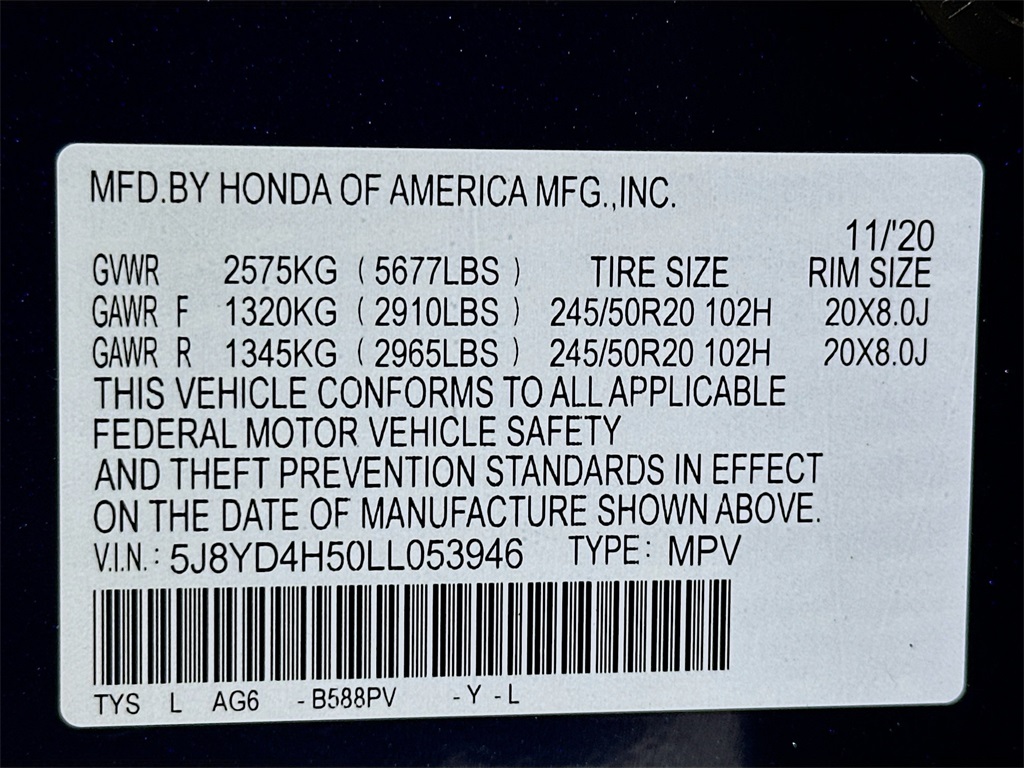 MFD.BY HONDA OF AMERICA MFG.,INC.
11/'20
GVWR 2575KG ( 5677LBS ) TIRE SIZE RIM SIZE
GAWR F 1320KG ( 2910LBS ) 245/50R20 102H 20X8.0J
GAWR R 1345KG ( 2965LBS ) 245/50R20 102H 20X8.0J
THIS VEHICLE CONFORMS TO ALL APPLICABLE
FEDERAL MOTOR VEHICLE SAFETY
AND THEFT PREVENTION STANDARDS IN EFFECT
ON THE DATE OF MANUFACTURE SHOWN ABOVE.
V.I.N.: 5J8YD4H50LL053946 TYPE: MPV
TYS L AG6 -B588PV -Y -L